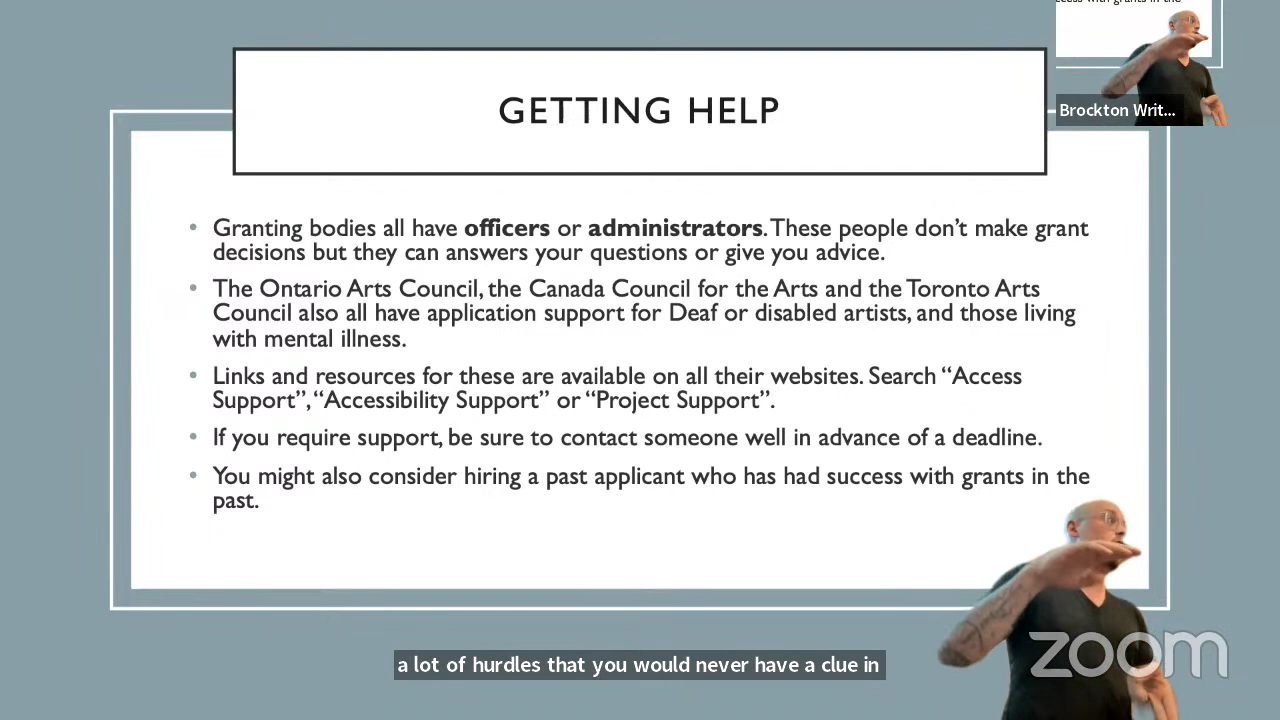 ccess with grants in the
Brockton Writ...
GETTING HELP
• Granting bodies all have officers or administrators. These people don't make grant
decisions but they can answers your questions or give you advice.
• The Ontario Arts Council, the Canada Council for the Arts and the Toronto Arts
Council also all have application support for Deaf or disabled artists, and those living
with mental illness.
• Links and resources for these are available on all their websites. Search “Access
Support”, “Accessibility Support” or “Project Support”.
• If you require support, be sure to contact someone well in advance of a deadline.
• You might also consider hiring a past applicant who has had success with grants in the
past.
a lot of hurdles that you would never have a clue in
zoom